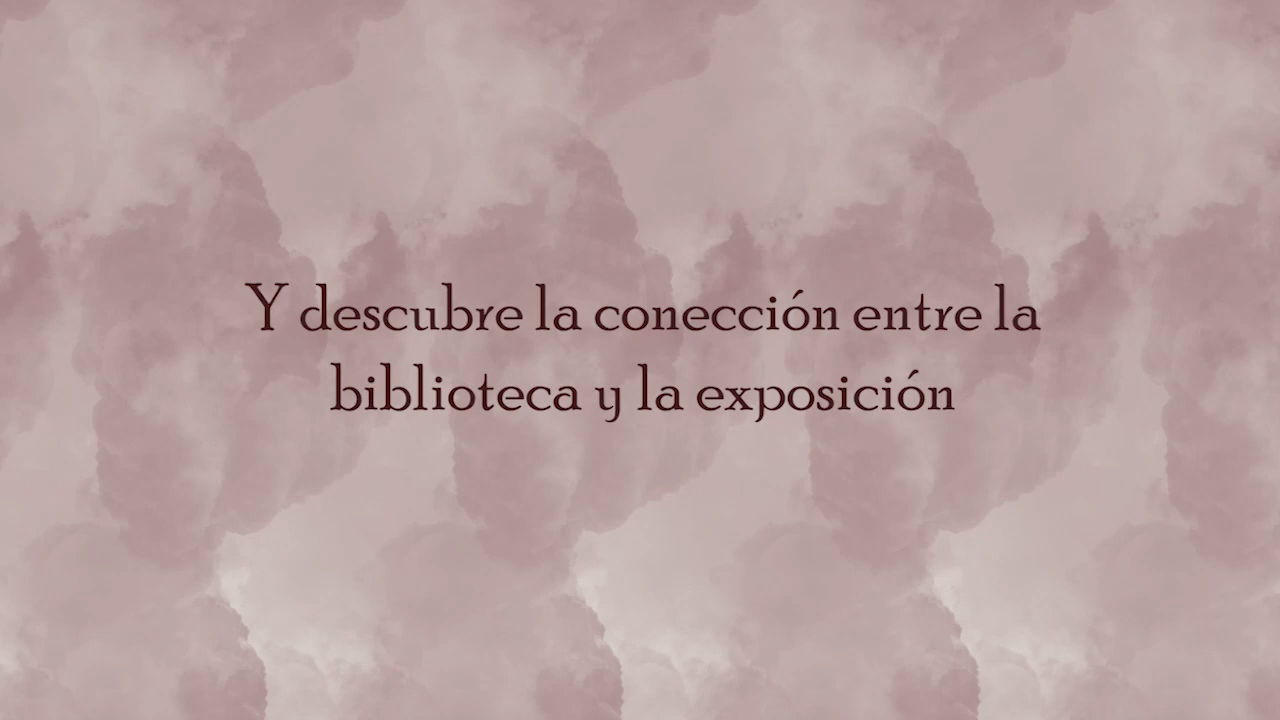 Y descubre la conección entre la
biblioteca y la exposición